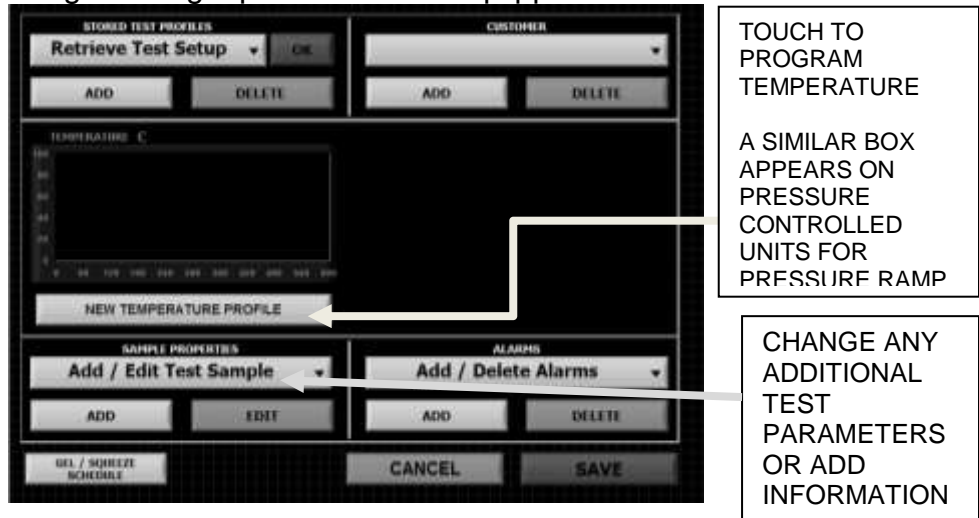 STORED TEST PROFILES
Retrieve Test Setup
OK
ADD
DELETE
CUSTOMER
ADD
DELETE
TEMPERATURE C
NEW TEMPERATURE PROFILE
SAMPLE PROPERTIES
Add / Edit Test Sample
ADD
EDIT
ALARMS
Add / Delete Alarms
ADD
DELETE
GEL / SQUEEZE
SCHEDULE
CANCEL
SAVE
TOUCH TO
PROGRAM
TEMPERATURE
A SIMILAR BOX
APPEARS ON
PRESSURE
CONTROLLED
UNITS FOR
PRESSURE RAMP
CHANGE ANY
ADDITIONAL
TEST
PARAMETERS
OR ADD
INFORMATION